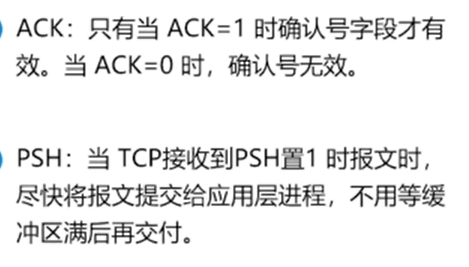 ACK：只有当 ACK=1 时确认号字段才有
效。当 ACK=0 时，确认号无效。
PSH：当 TCP接收到PSH置1 时报文时，
尽快将报文提交给应用层进程，不用等缓
冲区满后再交付。